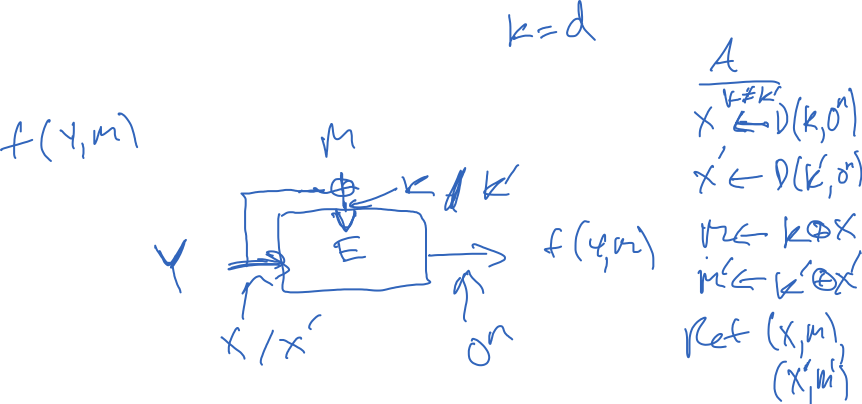 k = d
A
f(Y,m)
k ≠ k'
M
x ← D(k,0ⁿ)
⊕ k / k'
x' ← D(k',0ⁿ)
E
Y
f(Y,m)
m ← k⊕x
m' ← k'⊕x'
x / x'
0ⁿ
Ret (x,m),
(x',m')